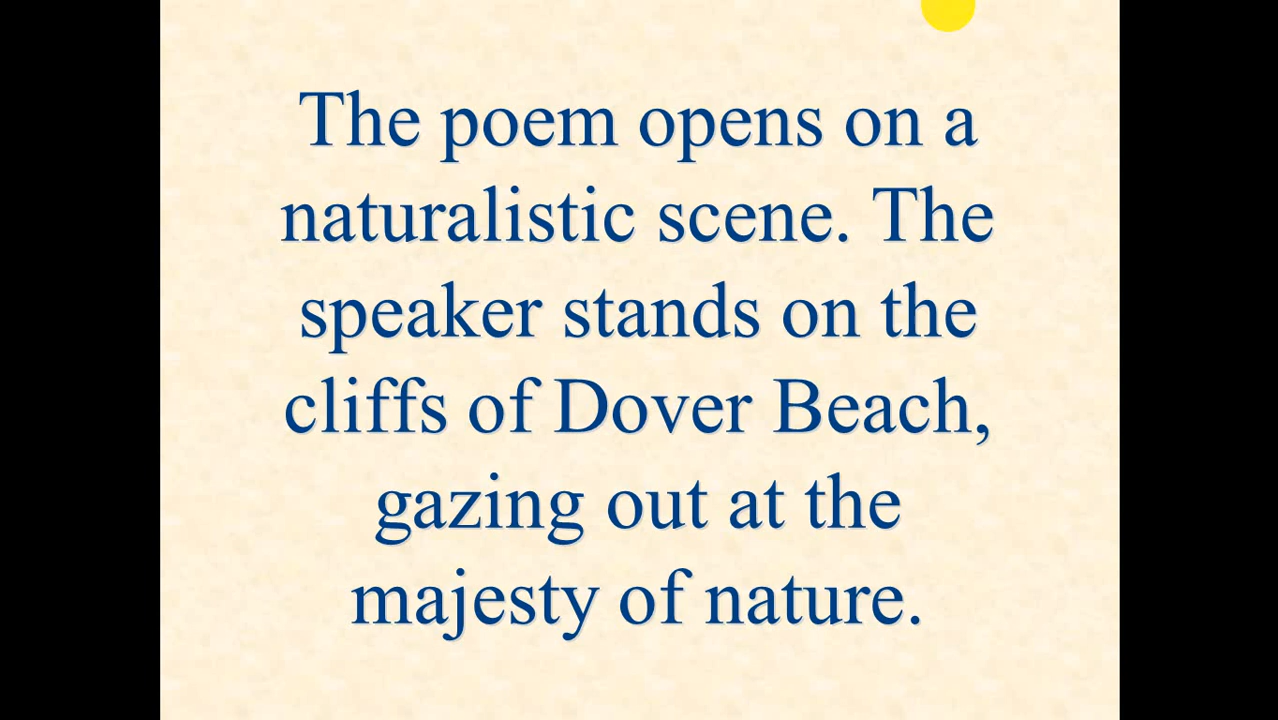 The poem opens on a
naturalistic scene. The
speaker stands on the
cliffs of Dover Beach,
gazing out at the
majesty of nature.